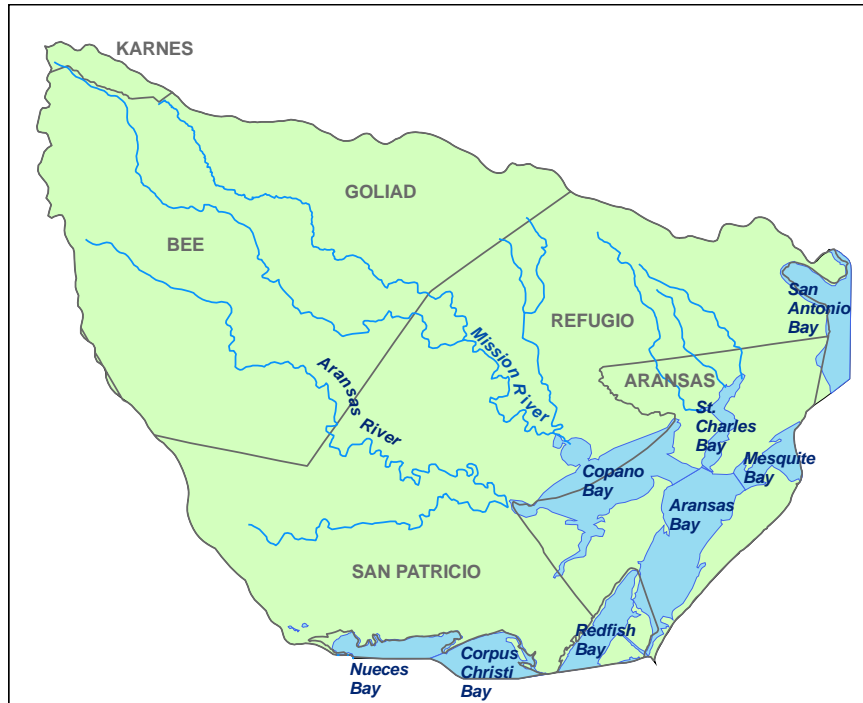 KARNES
GOLIAD
BEE
San
Antonio
Bay
REFUGIO
Mission
River
ARANSAS
Aransas
River
St.
Charles
Bay
Mesquite
Bay
Copano
Bay
Aransas
Bay
SAN PATRICIO
Redfish
Bay
Nueces
Bay
Corpus
Christi
Bay